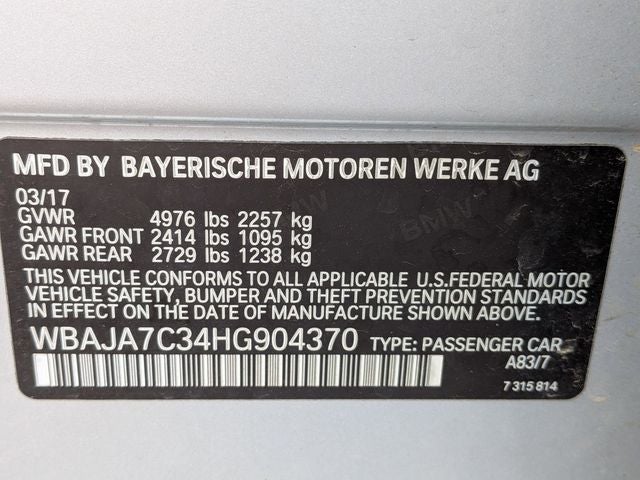 MFD BY BAYERISCHE MOTOREN WERKE AG
03/17
GVWR 4976 lbs 2257 kg
GAWR FRONT 2414 lbs 1095 kg
GAWR REAR 2729 lbs 1238 kg
THIS VEHICLE CONFORMS TO ALL APPLICABLE U.S.FEDERAL MOTOR
VEHICLE SAFETY, BUMPER AND THEFT PREVENTION STANDARDS
IN EFFECT ON THE DATE OF MANUFACTURE SHOWN ABOVE.
WBAJA7C34HG904370 TYPE: PASSENGER CAR
A83/7
7 315 814
BMW